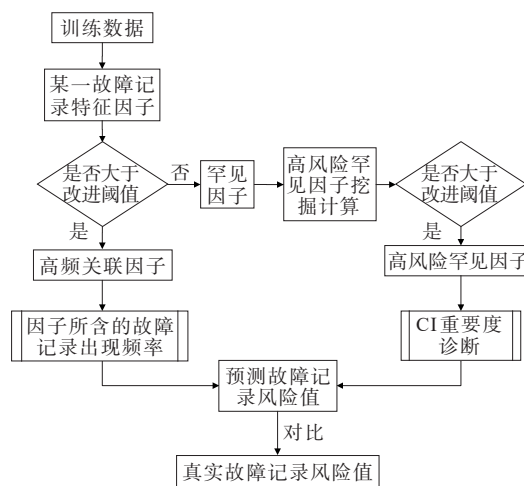 训练数据
某一故障记
录特征因子
是否大于
改进阈值
否
罕见
因子
高风险罕
见因子挖
掘计算
是否大于
改进阈值
是
是
高频关联因子
高风险罕见因子
因子所含的故障
记录出现频率
CI重要度
诊断
预测故障记
录风险值
对比
真实故障记录风险值